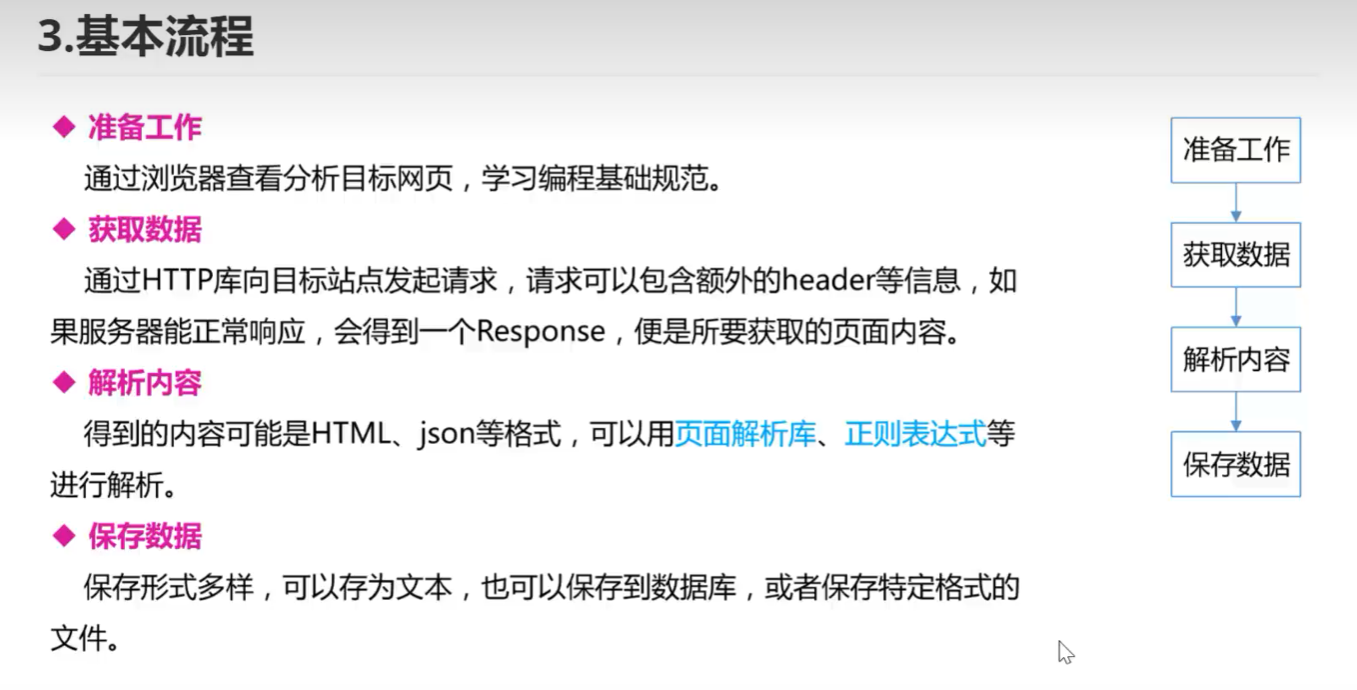 3.基本流程
◆ 准备工作
通过浏览器查看分析目标网页，学习编程基础规范。
◆ 获取数据
通过HTTP库向目标站点发起请求，请求可以包含额外的header等信息，如
果服务器能正常响应，会得到一个Response，便是所要获取的页面内容。
◆ 解析内容
得到的内容可能是HTML、json等格式，可以用页面解析库、正则表达式等
进行解析。
◆ 保存数据
保存形式多样，可以存为文本，也可以保存到数据库，或者保存特定格式的
文件。
准备工作
获取数据
解析内容
保存数据